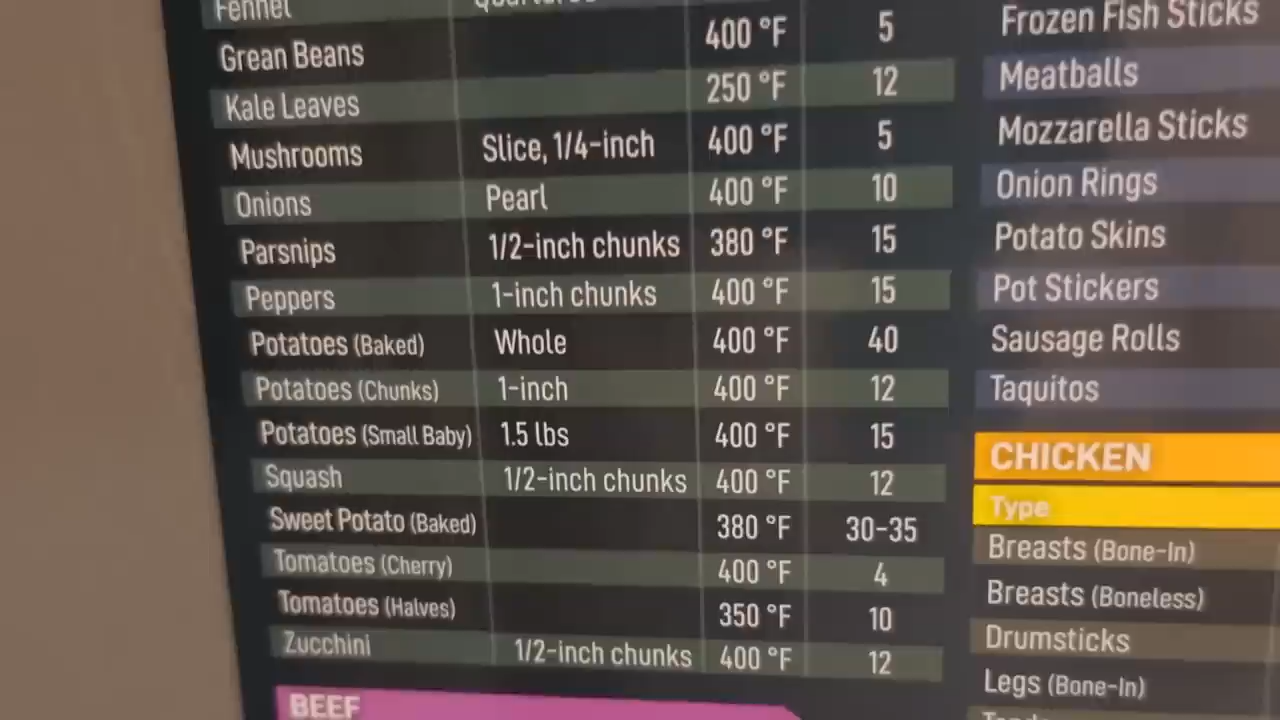 Fennel
Grean Beans 400 °F 5
Kale Leaves 250 °F 12
Mushrooms Slice, 1/4-inch 400 °F 5
Onions Pearl 400 °F 10
Parsnips 1/2-inch chunks 380 °F 15
Peppers 1-inch chunks 400 °F 15
Potatoes (Baked) Whole 400 °F 40
Potatoes (Chunks) 1-inch 400 °F 12
Potatoes (Small Baby) 1.5 lbs 400 °F 15
Squash 1/2-inch chunks 400 °F 12
Sweet Potato (Baked) 380 °F 30-35
Tomatoes (Cherry) 400 °F 4
Tomatoes (Halves) 350 °F 10
Zucchini 1/2-inch chunks 400 °F 12
BEEF
Frozen Fish Sticks
Meatballs
Mozzarella Sticks
Onion Rings
Potato Skins
Pot Stickers
Sausage Rolls
Taquitos
CHICKEN
Type
Breasts (Bone-In)
Breasts (Boneless)
Drumsticks
Legs (Bone-In)